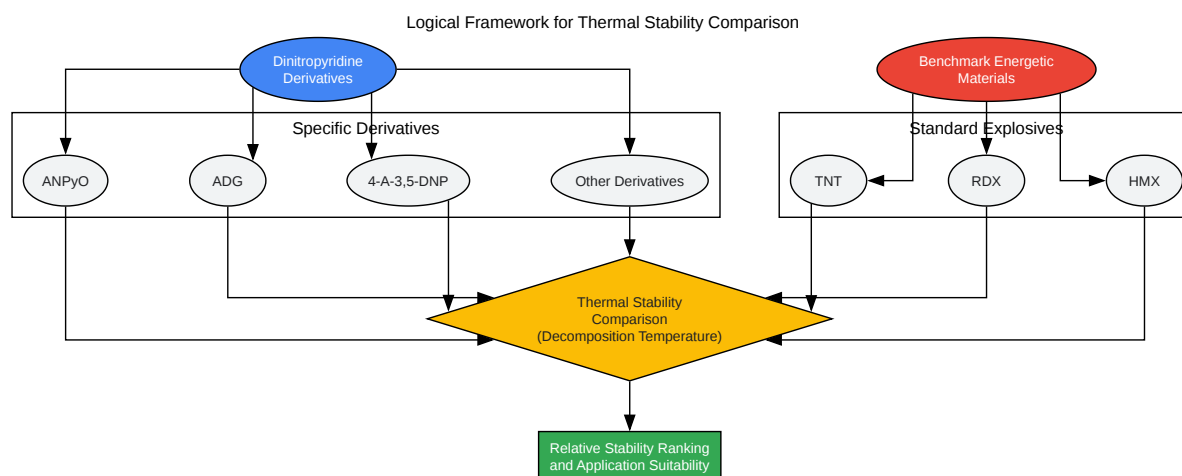 Logical Framework for Thermal Stability Comparison
Dinitropyridine
Derivatives
Benchmark Energetic
Materials
Specific Derivatives
Standard Explosives
ANPyO
ADG
4-A-3,5-DNP
Other Derivatives
TNT
RDX
HMX
Thermal Stability
Comparison
(Decomposition Temperature)
Relative Stability Ranking
and Application Suitability